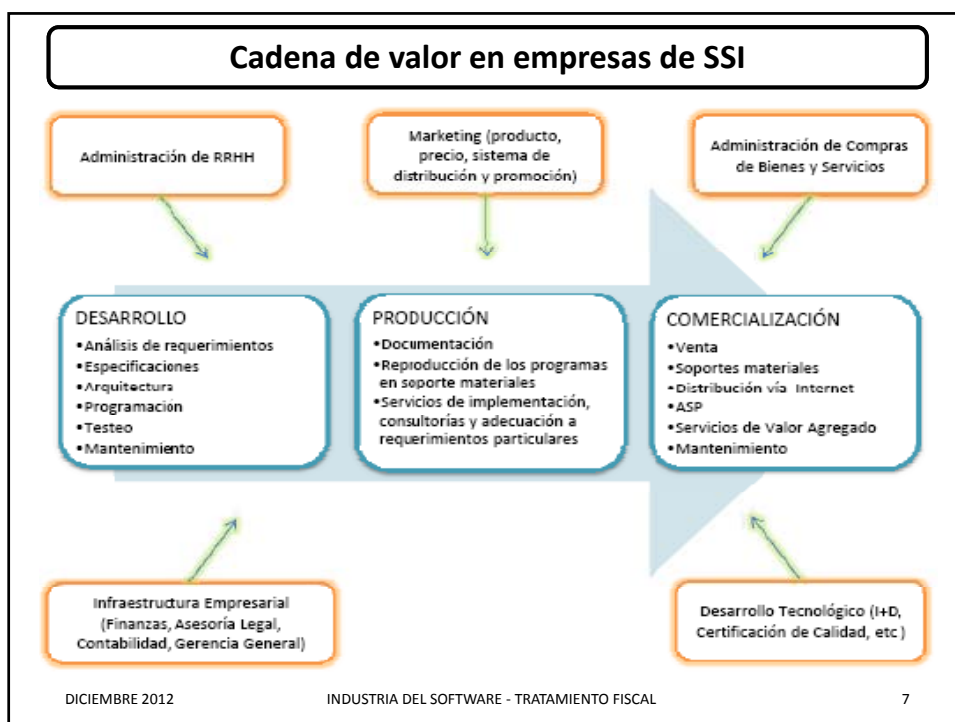 Cadena de valor en empresas de SSI
Administración de RRHH
Marketing (producto,
precio, sistema de
distribución y promoción)
Administración de Compras
de Bienes y Servicios
DESARROLLO
•Análisis de requerimientos
•Especificaciones
•Arquitectura
•Programación
•Testeo
•Mantenimiento
PRODUCCIÓN
•Documentación
•Reproducción de los programas
en soporte materiales
•Servicios de implementación,
consultorías y adecuación a
requerimientos particulares
COMERCIALIZACIÓN
•Venta
•Soportes materiales
•Distribución vía Internet
•ASP
•Servicios de Valor Agregado
•Mantenimiento
Infraestructura Empresarial
(Finanzas, Asesoría Legal,
Contabilidad, Gerencia General)
Desarrollo Tecnológico (I+D,
Certificación de Calidad, etc)
DICIEMBRE 2012
INDUSTRIA DEL SOFTWARE - TRATAMIENTO FISCAL
7